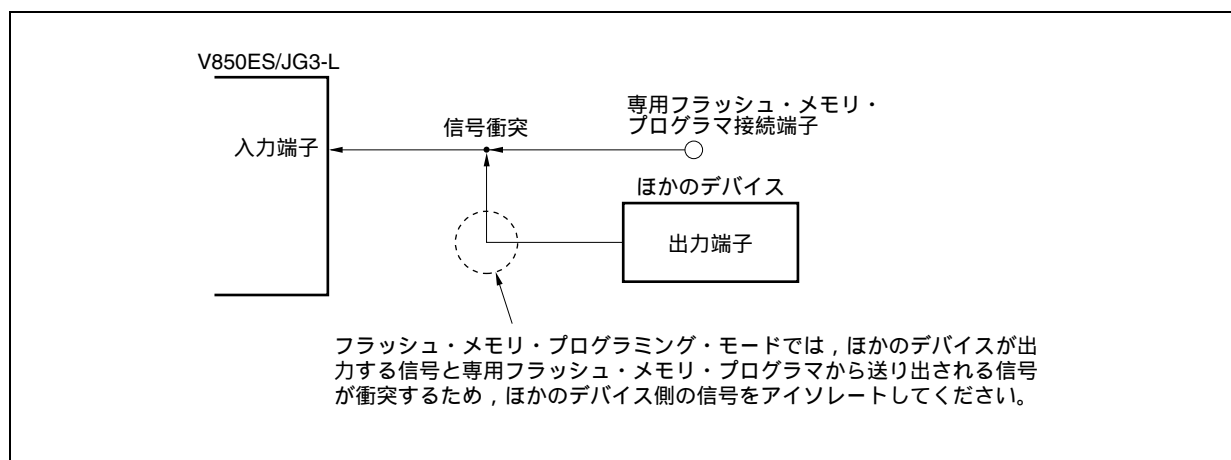 V850ES/JG3-L
入力端子
信号衝突
専用フラッシュ・メモリ・
プログラマ接続端子
ほかのデバイス
出力端子
フラッシュ・メモリ・プログラミング・モードでは，ほかのデバイスが出
力する信号と専用フラッシュ・メモリ・プログラマから送り出される信号
が衝突するため，ほかのデバイス側の信号をアイソレートしてください。